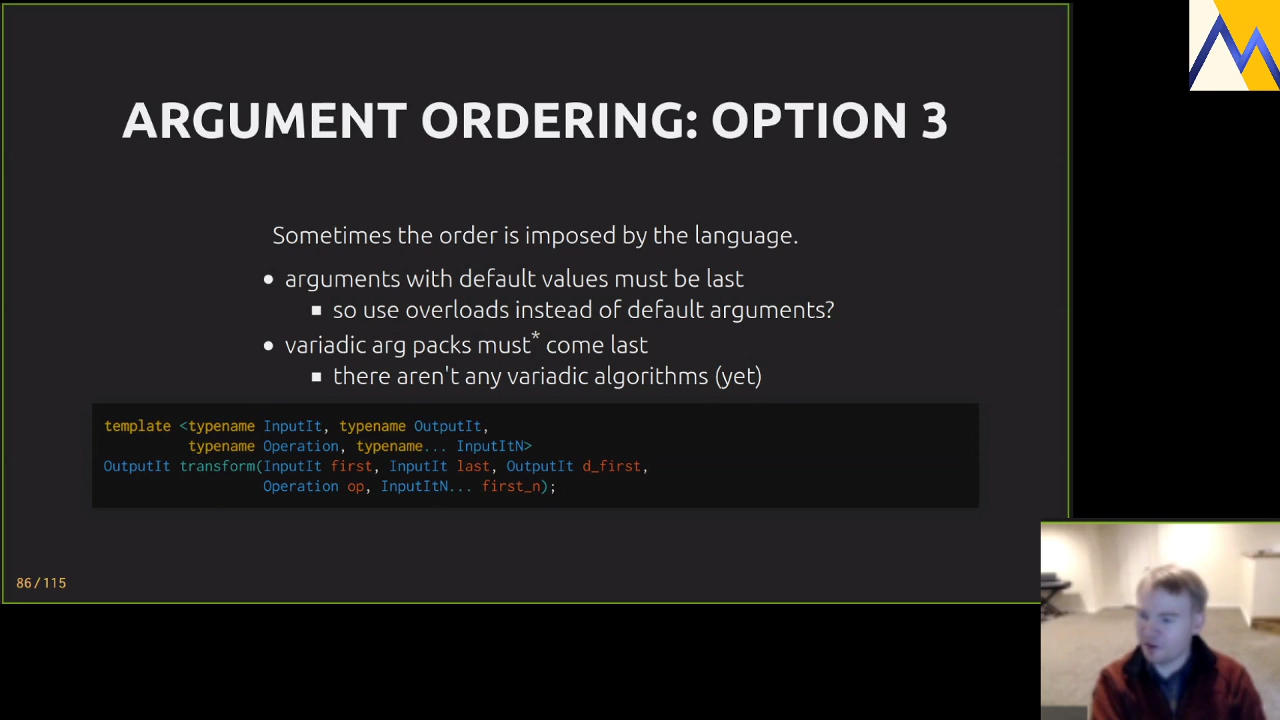 ARGUMENT ORDERING: OPTION 3
Sometimes the order is imposed by the language.
• arguments with default values must be last
▪ so use overloads instead of default arguments?
• variadic arg packs must* come last
▪ there aren't any variadic algorithms (yet)
template <typename InputIt, typename OutputIt,
typename Operation, typename... InputItN>
OutputIt transform(InputIt first, InputIt last, OutputIt d_first,
Operation op, InputItN... first_n);
86/115